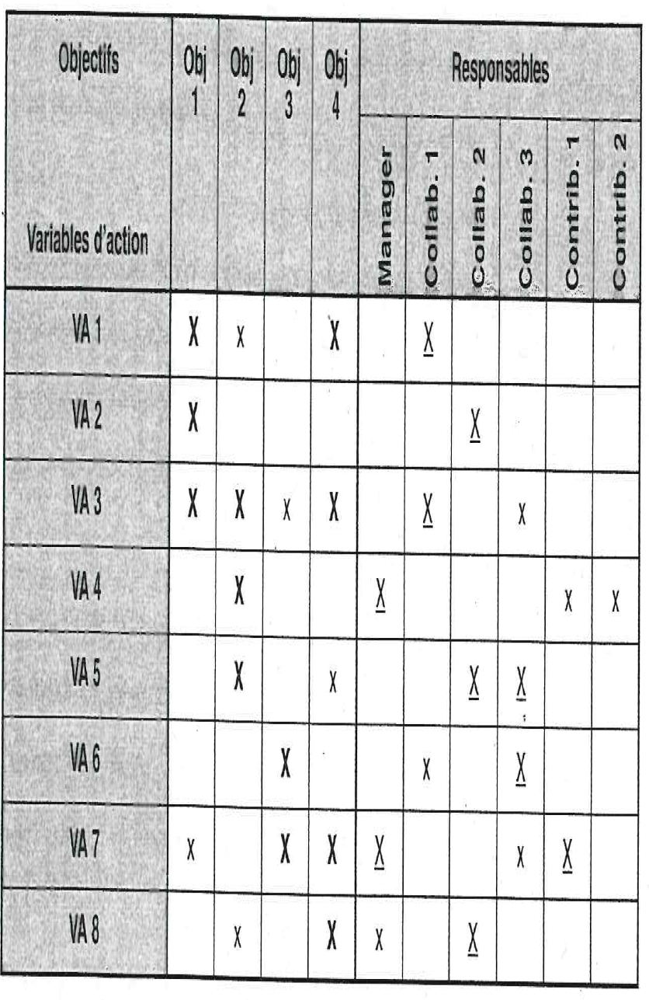 Objectifs Obj 1 Obj 2 Obj 3 Obj 4 Responsables
Variables d'action Manager Collab. 1 Collab. 2 Collab. 3 Contrib. 1 Contrib. 2
VA 1 X x X X
VA 2 X X
VA 3 X X x X X x
VA 4 X X x x
VA 5 X x X X
VA 6 X x X
VA 7 x X X X x X
VA 8 x X x X